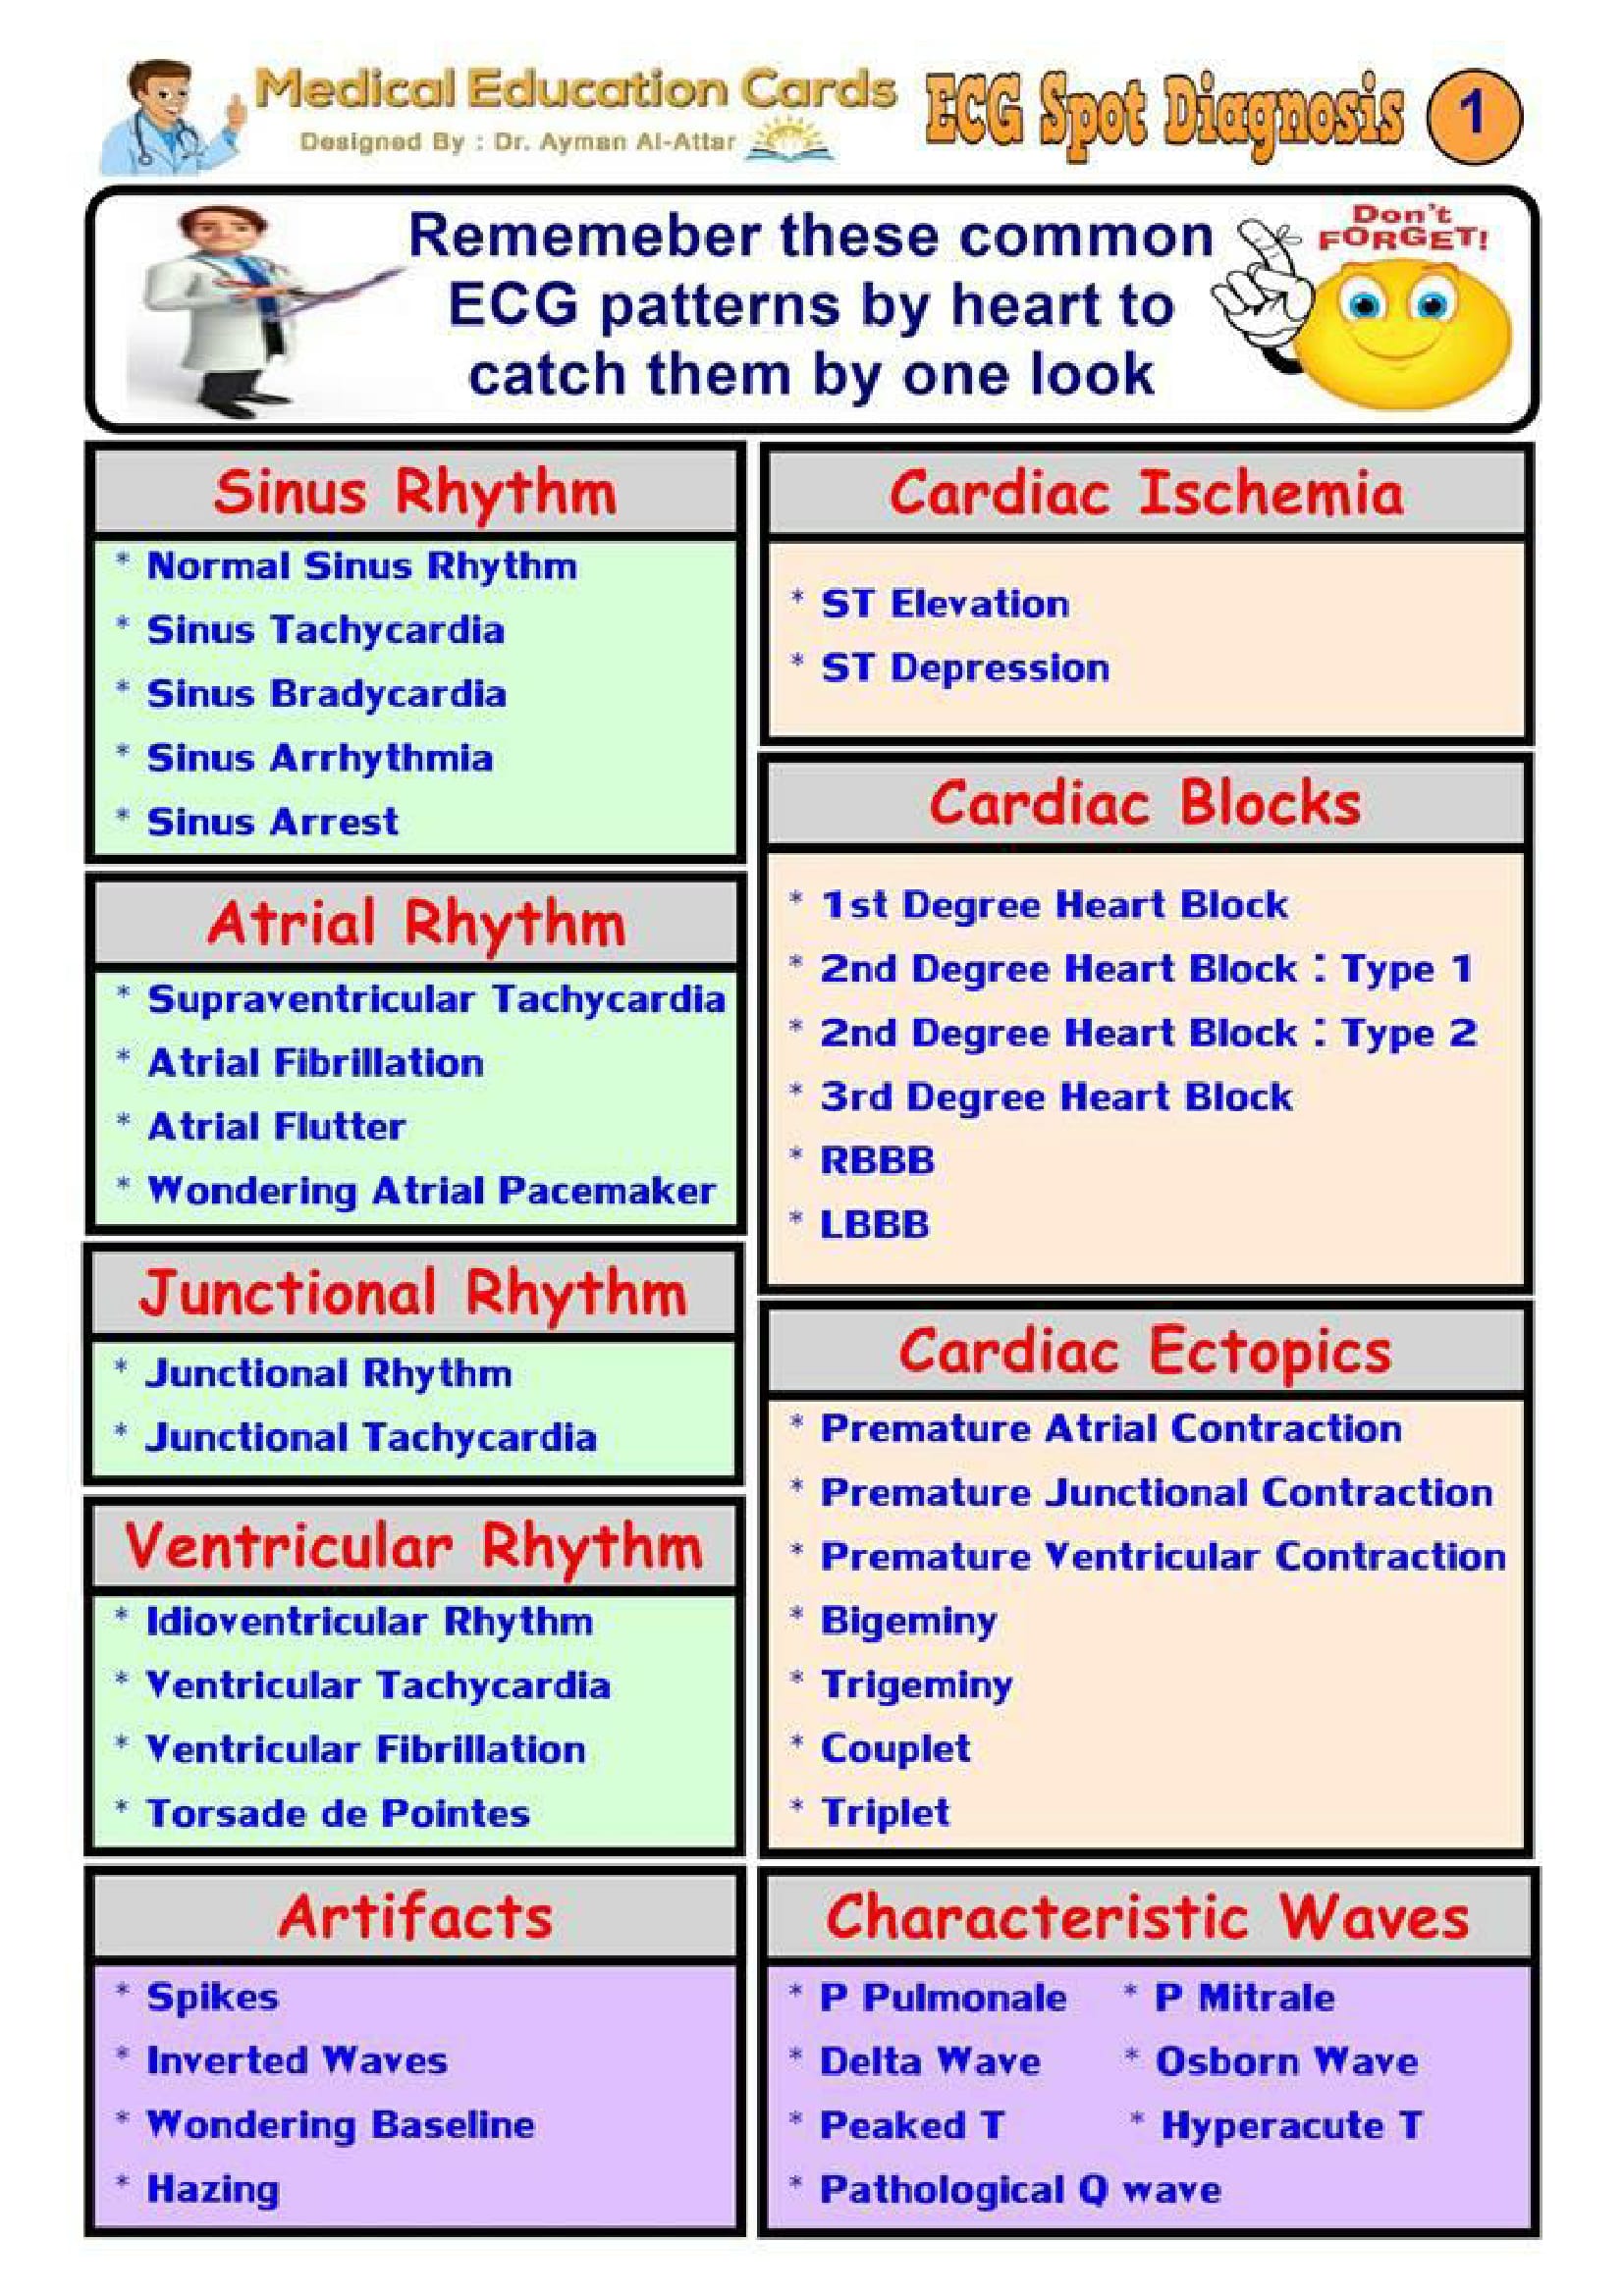 Medical Education Cards
Designed By : Dr. Ayman Al-Attar
ECG Spot Diagnosis
1
Rememeber these common
ECG patterns by heart to
catch them by one look
Don't
FORGET!
Sinus Rhythm
* Normal Sinus Rhythm
* Sinus Tachycardia
* Sinus Bradycardia
* Sinus Arrhythmia
* Sinus Arrest
Atrial Rhythm
* Supraventricular Tachycardia
* Atrial Fibrillation
* Atrial Flutter
* Wondering Atrial Pacemaker
Junctional Rhythm
* Junctional Rhythm
* Junctional Tachycardia
Ventricular Rhythm
* Idioventricular Rhythm
* Ventricular Tachycardia
* Ventricular Fibrillation
* Torsade de Pointes
Artifacts
* Spikes
* Inverted Waves
* Wondering Baseline
* Hazing
Cardiac Ischemia
* ST Elevation
* ST Depression
Cardiac Blocks
* 1st Degree Heart Block
* 2nd Degree Heart Block : Type 1
* 2nd Degree Heart Block : Type 2
* 3rd Degree Heart Block
* RBBB
* LBBB
Cardiac Ectopics
* Premature Atrial Contraction
* Premature Junctional Contraction
* Premature Ventricular Contraction
* Bigeminy
* Trigeminy
* Couplet
* Triplet
Characteristic Waves
* P Pulmonale * P Mitrale
* Delta Wave * Osborn Wave
* Peaked T * Hyperacute T
* Pathological Q wave